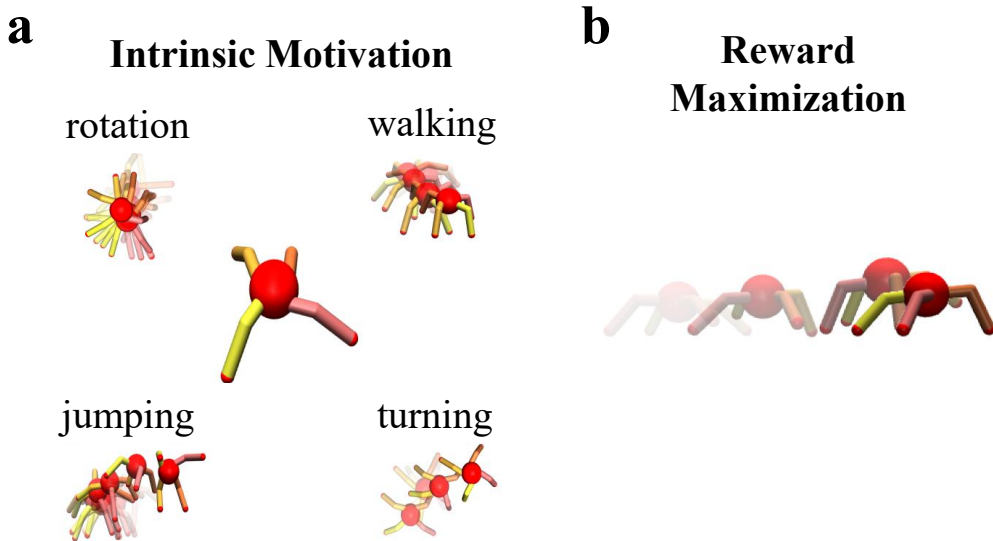 a
Intrinsic Motivation
rotation
walking
jumping
turning
b
Reward
Maximization